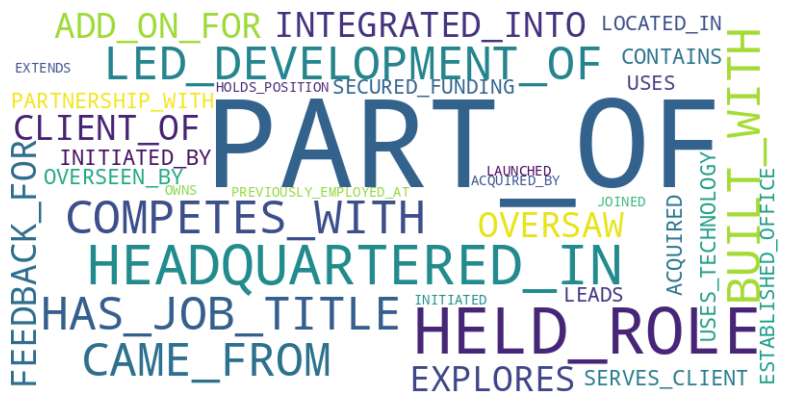 ADD_ON_FOR
INTEGRATED_INTO
LOCATED_IN
LED_DEVELOPMENT_OF
CONTAINS
EXTENDS
HOLDS_POSITION
SECURED_FUNDING
USES
PARTNERSHIP_WITH
PART_OF
BUILT_WITH
CLIENT_OF
INITIATED_BY
OVERSEEN_BY
LAUNCHED
ACQUIRED_BY
OWNS
PREVIOUSLY_EMPLOYED_AT
JOINED
FEEDBACK_FOR
COMPETES_WITH
OVERSAW
ACQUIRED
USES_TECHNOLOGY
ESTABLISHED_OFFICE
HEADQUARTERED_IN
LEADS
INITIATED
HAS_JOB_TITLE
HELD_ROLE
CAME_FROM
EXPLORES
SERVES_CLIENT